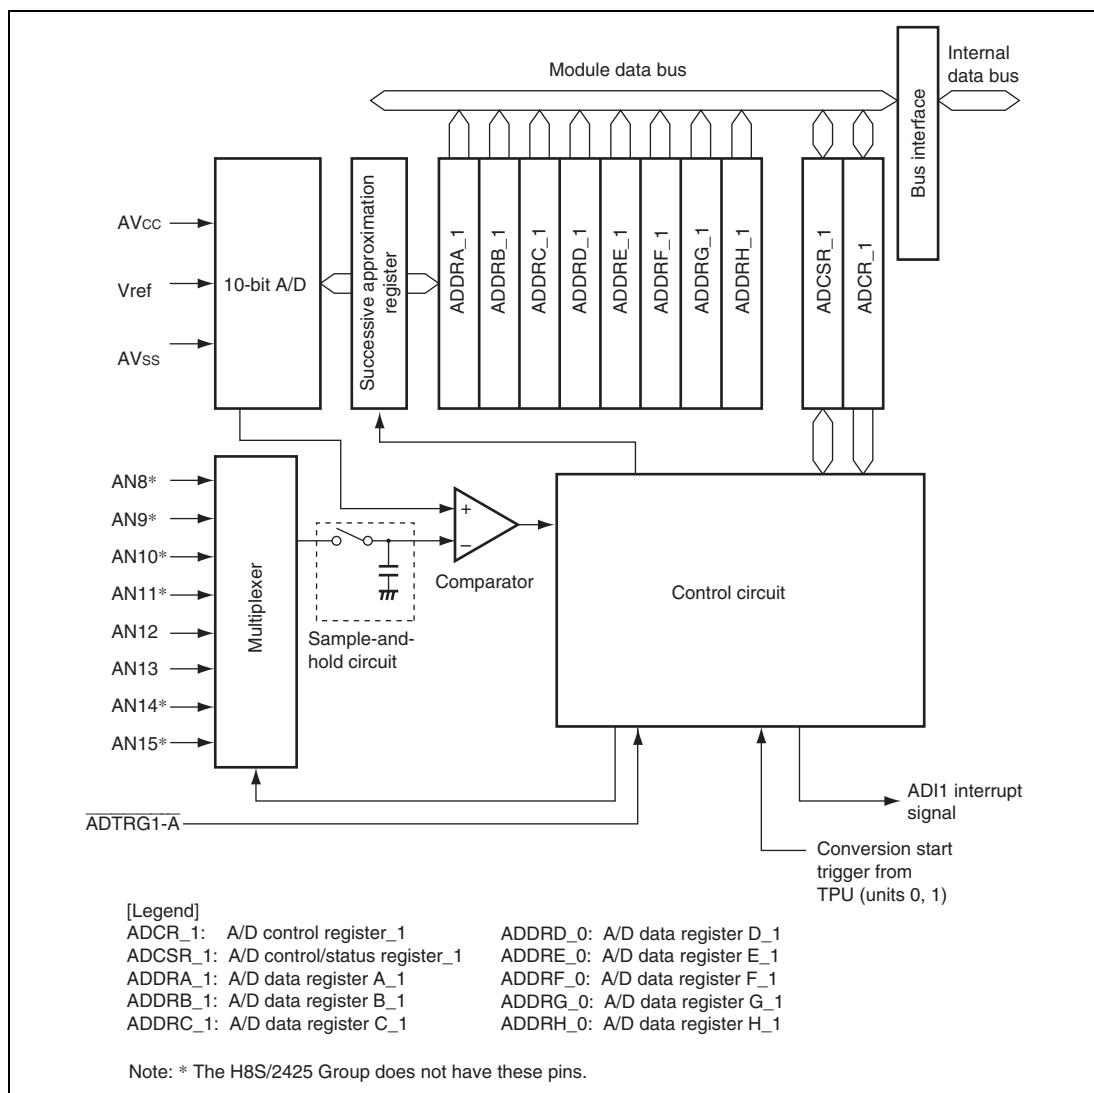 Internal
data bus
Module data bus
Bus interface
AVCC
Vref
AVSS
10-bit A/D
Successive approximation
register
ADDRA_1
ADDRB_1
ADDRC_1
ADDRD_1
ADDRE_1
ADDRF_1
ADDRG_1
ADDRH_1
ADCSR_1
ADCR_1
AN8*
AN9*
AN10*
AN11*
AN12
AN13
AN14*
AN15*
Multiplexer
+
−
Comparator
Sample-and-
hold circuit
Control circuit
ADTRG1-A
ADI1 interrupt
signal
Conversion start
trigger from
TPU (units 0, 1)
[Legend]
ADCR_1: A/D control register_1
ADCSR_1: A/D control/status register_1
ADDRA_1: A/D data register A_1
ADDRB_1: A/D data register B_1
ADDRC_1: A/D data register C_1
ADDRD_0: A/D data register D_1
ADDRE_0: A/D data register E_1
ADDRF_0: A/D data register F_1
ADDRG_0: A/D data register G_1
ADDRH_0: A/D data register H_1
Note: * The H8S/2425 Group does not have these pins.